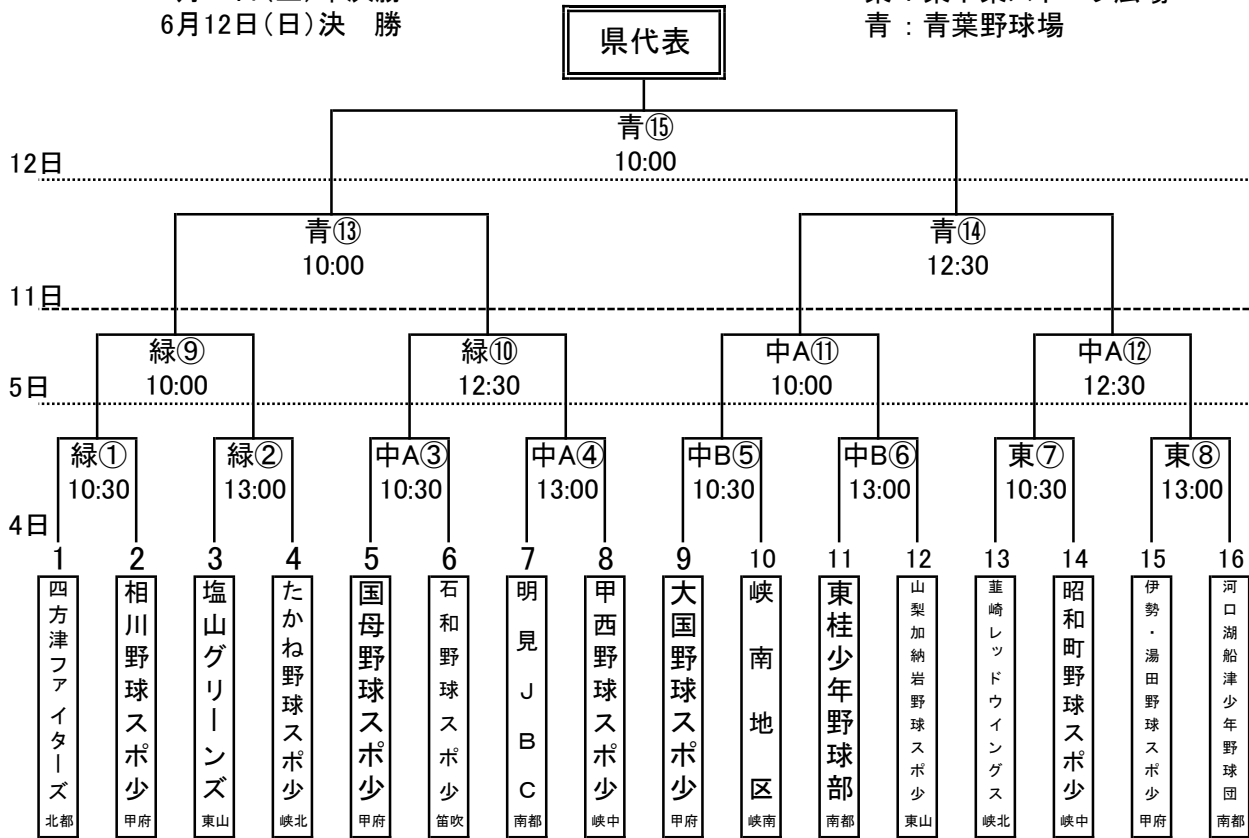 6月12日(日)決　勝
青：青葉野球場
県代表
青⑮
10:00
12日
青⑬
10:00
青⑭
12:30
11日
緑⑨
10:00
緑⑩
12:30
中A⑪
10:00
中A⑫
12:30
5日
緑①
10:30
緑②
13:00
中A③
10:30
中A④
13:00
中B⑤
10:30
中B⑥
13:00
東⑦
10:30
東⑧
13:00
4日
1
2
3
4
5
6
7
8
9
10
11
12
13
14
15
16
四方津ファイターズ
北都
相川野球スポ少
甲府
塩山グリーンズ
東山
たかね野球スポ少
峡北
国母野球スポ少
甲府
石和野球スポ少
笛吹
明見JBC
南都
甲西野球スポ少
峡中
大国野球スポ少
甲府
峡南地区
峡南
東桂少年野球部
南都
山梨加納岩野球スポ少
東山
韮崎レッドウイングス
峡北
昭和町野球スポ少
峡中
伊勢・湯田野球スポ少
甲府
河口湖船津少年野球団
南都